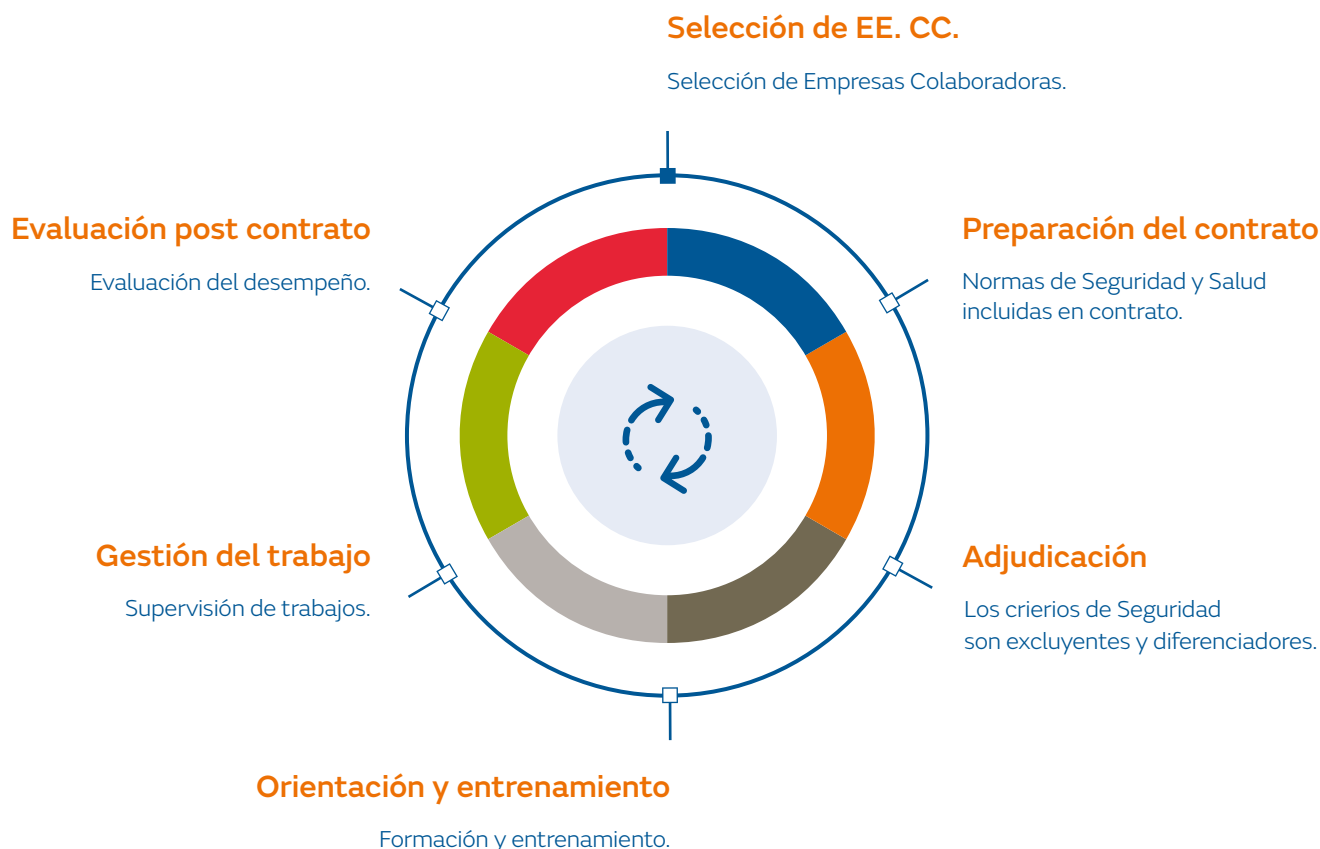 Selección de EE. CC.
Selección de Empresas Colaboradoras.
Preparación del contrato
Normas de Seguridad y Salud
incluidas en contrato.
Adjudicación
Los crierios de Seguridad
son excluyentes y diferenciadores.
Orientación y entrenamiento
Formación y entrenamiento.
Gestión del trabajo
Supervisión de trabajos.
Evaluación post contrato
Evaluación del desempeño.